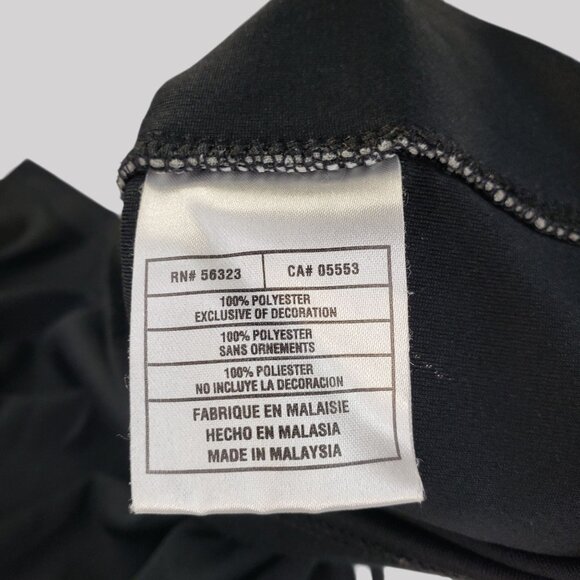 RN# 56323 CA# 05553
100% POLYESTER
EXCLUSIVE OF DECORATION
100% POLYESTER
SANS ORNEMENTS
100% POLIESTER
NO INCLUYE LA DECORACION
FABRIQUE EN MALAISIE
HECHO EN MALASIA
MADE IN MALAYSIA